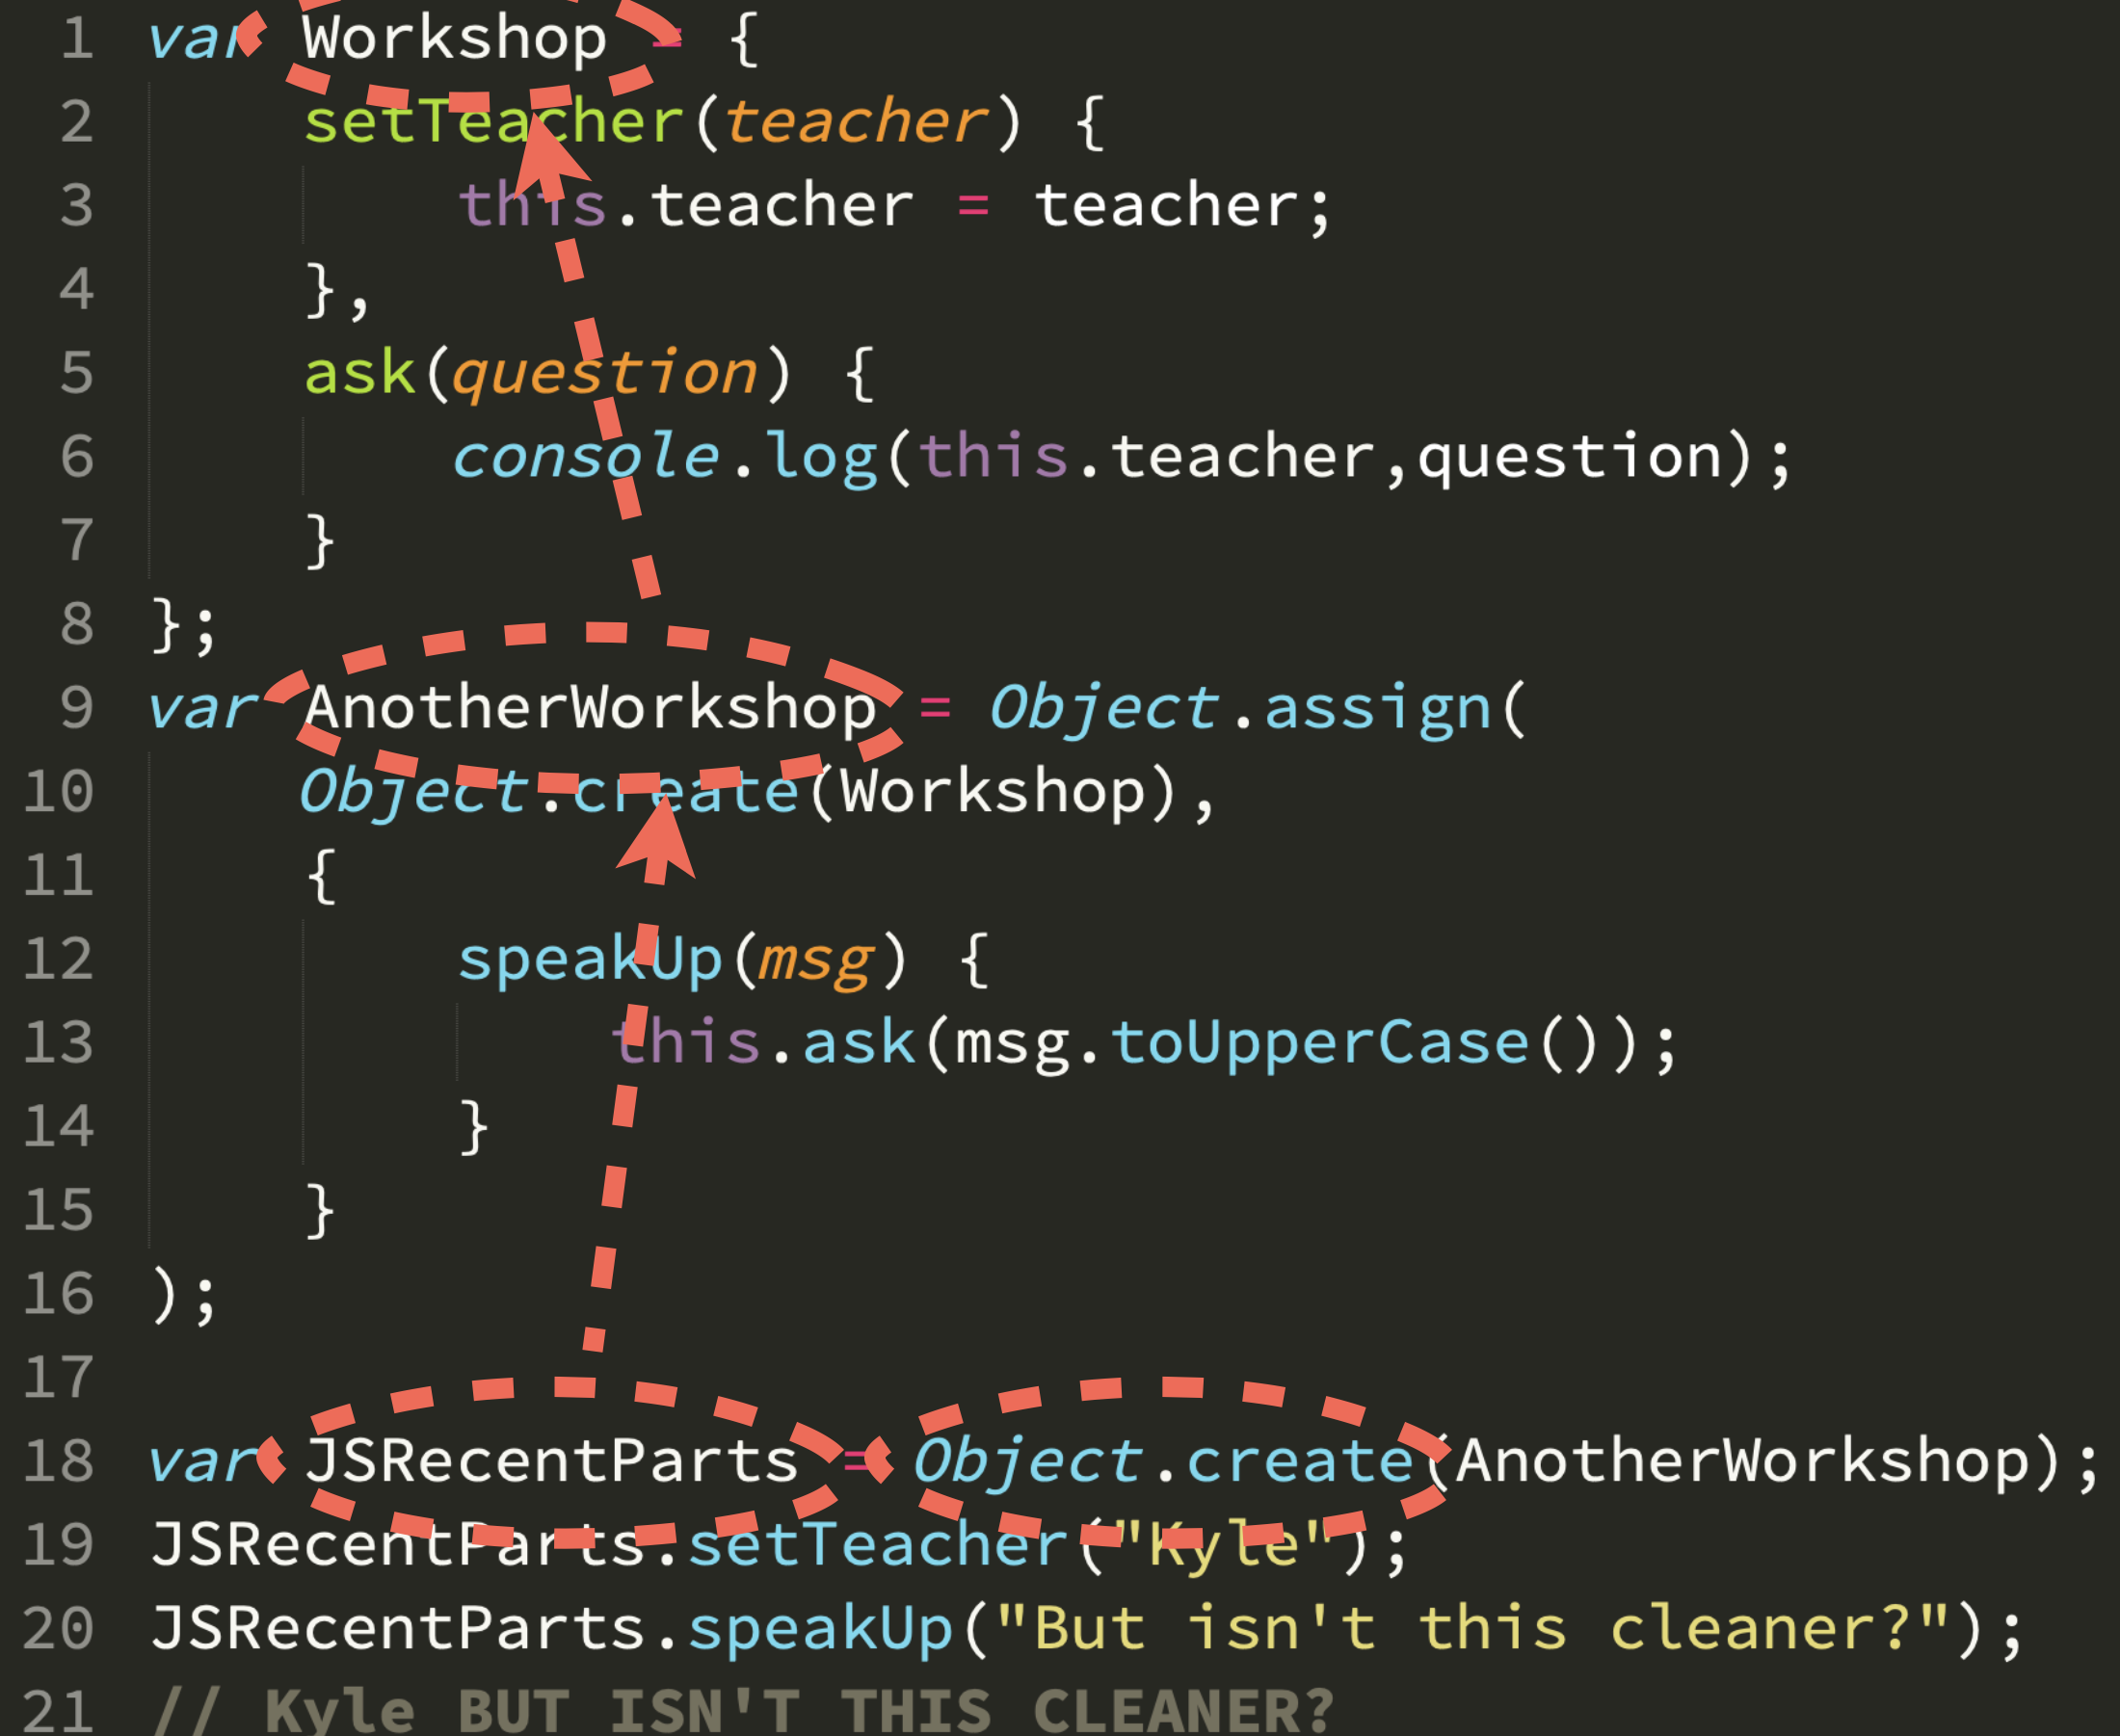 1 var Workshop = {
2 setTeacher(teacher) {
3 this.teacher = teacher;
4 },
5 ask(question) {
6 console.log(this.teacher,question);
7 }
8 };
9 var AnotherWorkshop = Object.assign(
10 Object.create(Workshop),
11 {
12 speakUp(msg) {
13 this.ask(msg.toUpperCase());
14 }
15 }
16 );
17
18 var JSRecentParts = Object.create(AnotherWorkshop);
19 JSRecentParts.setTeacher("Kyle");
20 JSRecentParts.speakUp("But isn't this cleaner?");
21 // Kyle BUT ISN'T THIS CLEANER?